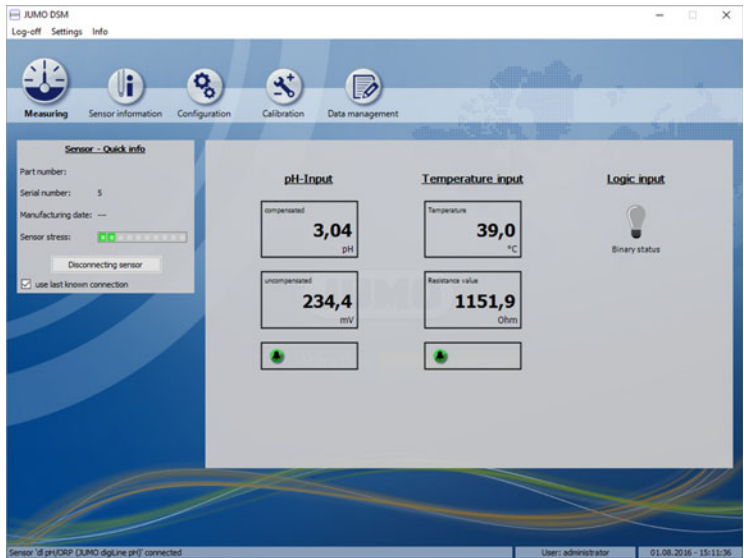 JUMO DSM
Log-off Settings Info
Measuring Sensor information Configuration Calibration Data management
Sensor - Quick info
Part number:
Serial number: 5
Manufacturing date: ---
Sensor stress:
Disconnecting sensor
use last known connection
pH-Input
compensated
3,04
pH
uncompensated
234,4
mV
Temperature input
Temperature
39,0
°C
Resistance value
1151,9
Ohm
Logic input
Binary status
JUMO
Sensor 'dl pH/ORP (JUMO digiLine pH)' connected
User: administrator
01.08.2016 - 15:11:36